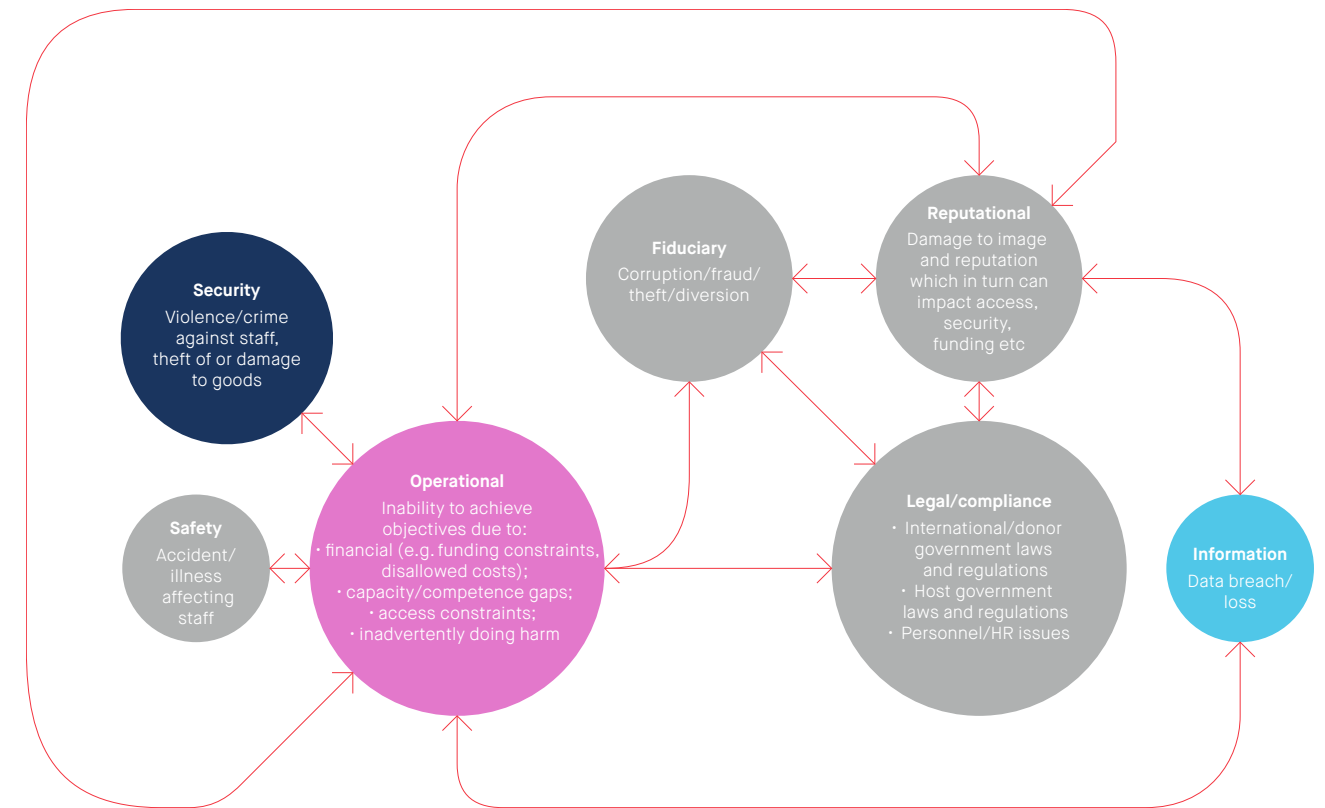 Security
Violence/crime
against staff,
theft of or damage
to goods
Safety
Accident/
illness
affecting
staff
Operational
Inability to achieve
objectives due to:
· financial (e.g. funding constraints,
disallowed costs);
· capacity/competence gaps;
· access constraints;
· inadvertently doing harm
Fiduciary
Corruption/fraud/
theft/diversion
Reputational
Damage to image
and reputation
which in turn can
impact access,
security,
funding etc
Legal/compliance
· International/donor
government laws
and regulations
· Host government
laws and regulations
· Personnel/HR issues
Information
Data breach/
loss